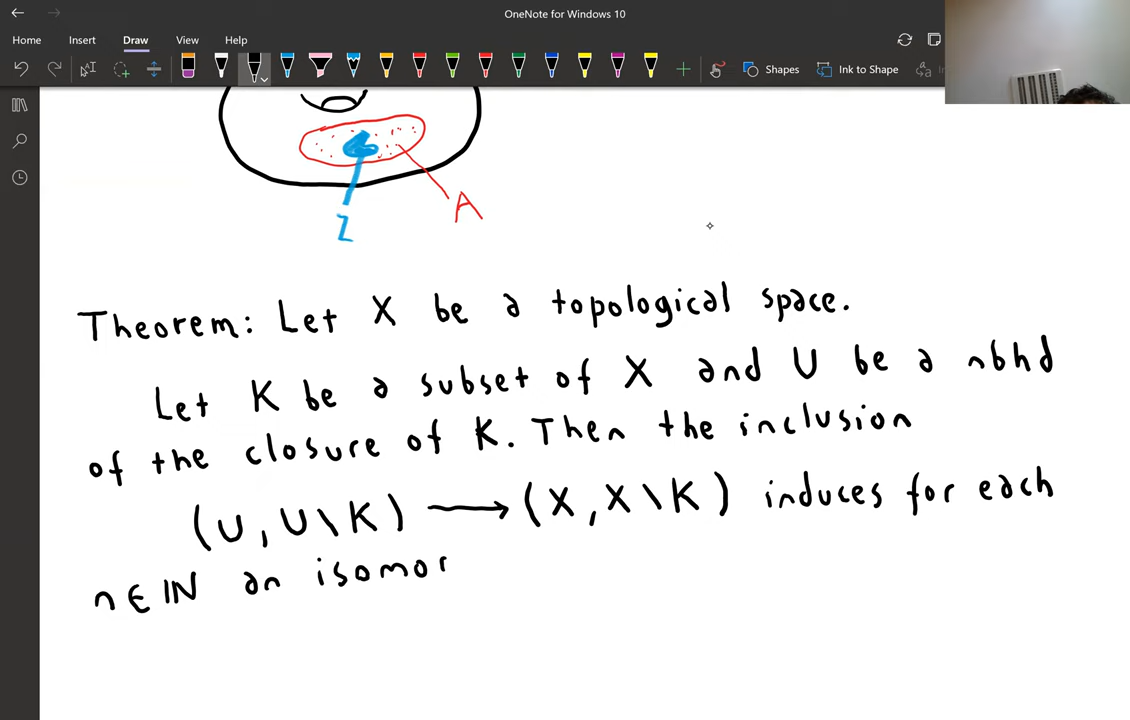 OneNote for Windows 10
Home Insert Draw View Help
Shapes Ink to Shape
A
Z
Theorem: Let X be a topological space.
Let K be a subset of X and U be a nbhd
of the closure of K. Then the inclusion
(U, U\K) ⟶ (X, X\K) induces for each
n∈ℕ an isomor